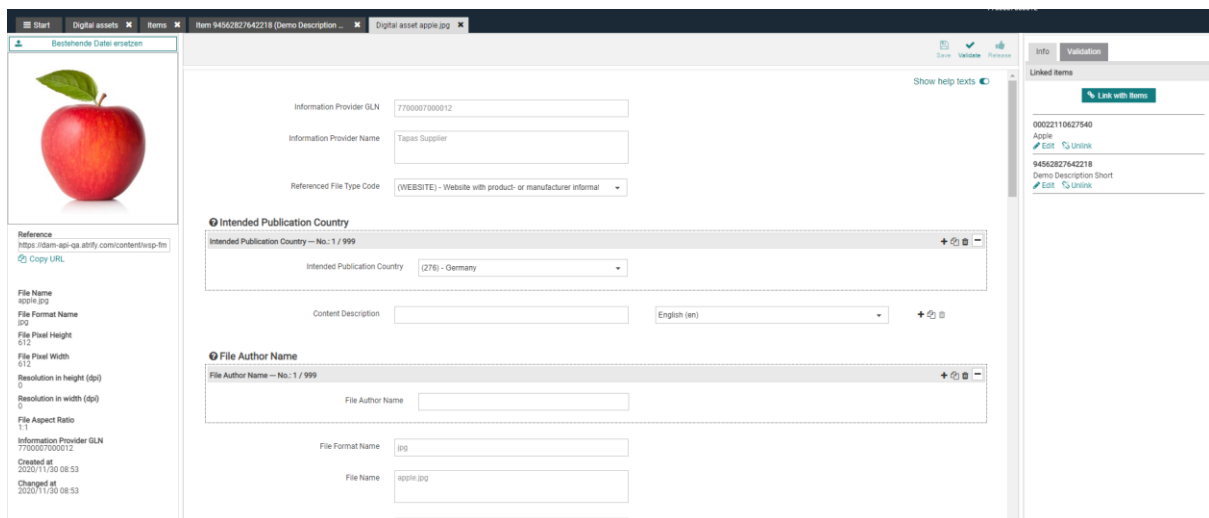 Start
Digital assets
Items
Item 94562827642218 (Demo Description ...
Digital asset apple.jpg
Bestehende Datei ersetzen
Reference
https://dam-api-qa.atrify.com/content/wsp-fm
Copy URL
File Name
apple.jpg
File Format Name
jpg
File Pixel Height
612
File Pixel Width
612
Resolution in height (dpi)
0
Resolution in width (dpi)
0
File Aspect Ratio
1:1
Information Provider GLN
7700007000012
Created at
2020/11/30 08:53
Changed at
2020/11/30 08:53
Save Validate Release
Show help texts
Information Provider GLN 7700007000012
Information Provider Name Tapas Supplier
Referenced File Type Code (WEBSITE) - Website with product- or manufacturer informat
Intended Publication Country
Intended Publication Country — No.: 1 / 999
Intended Publication Country (276) - Germany
Content Description English (en)
File Author Name
File Author Name — No.: 1 / 999
File Author Name
File Format Name jpg
File Name apple.jpg
Info Validation
Linked items
Link with Items
00022110627540
Apple
Edit Unlink
94562827642218
Demo Description Short
Edit Unlink